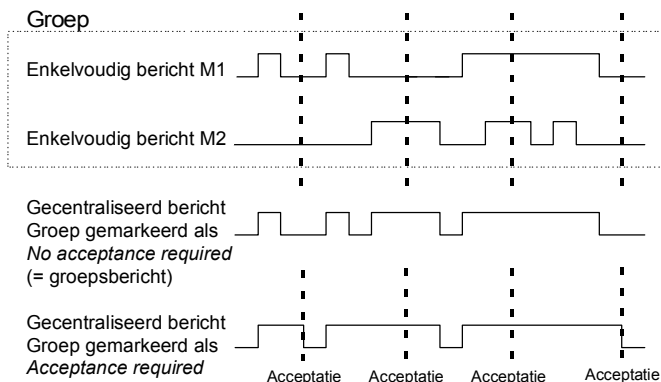 Groep
Enkelvoudig bericht M1
Enkelvoudig bericht M2
Gecentraliseerd bericht
Groep gemarkeerd als
No acceptance required
(= groepsbericht)
Gecentraliseerd bericht
Groep gemarkeerd als
Acceptance required
Acceptatie Acceptatie Acceptatie Acceptatie